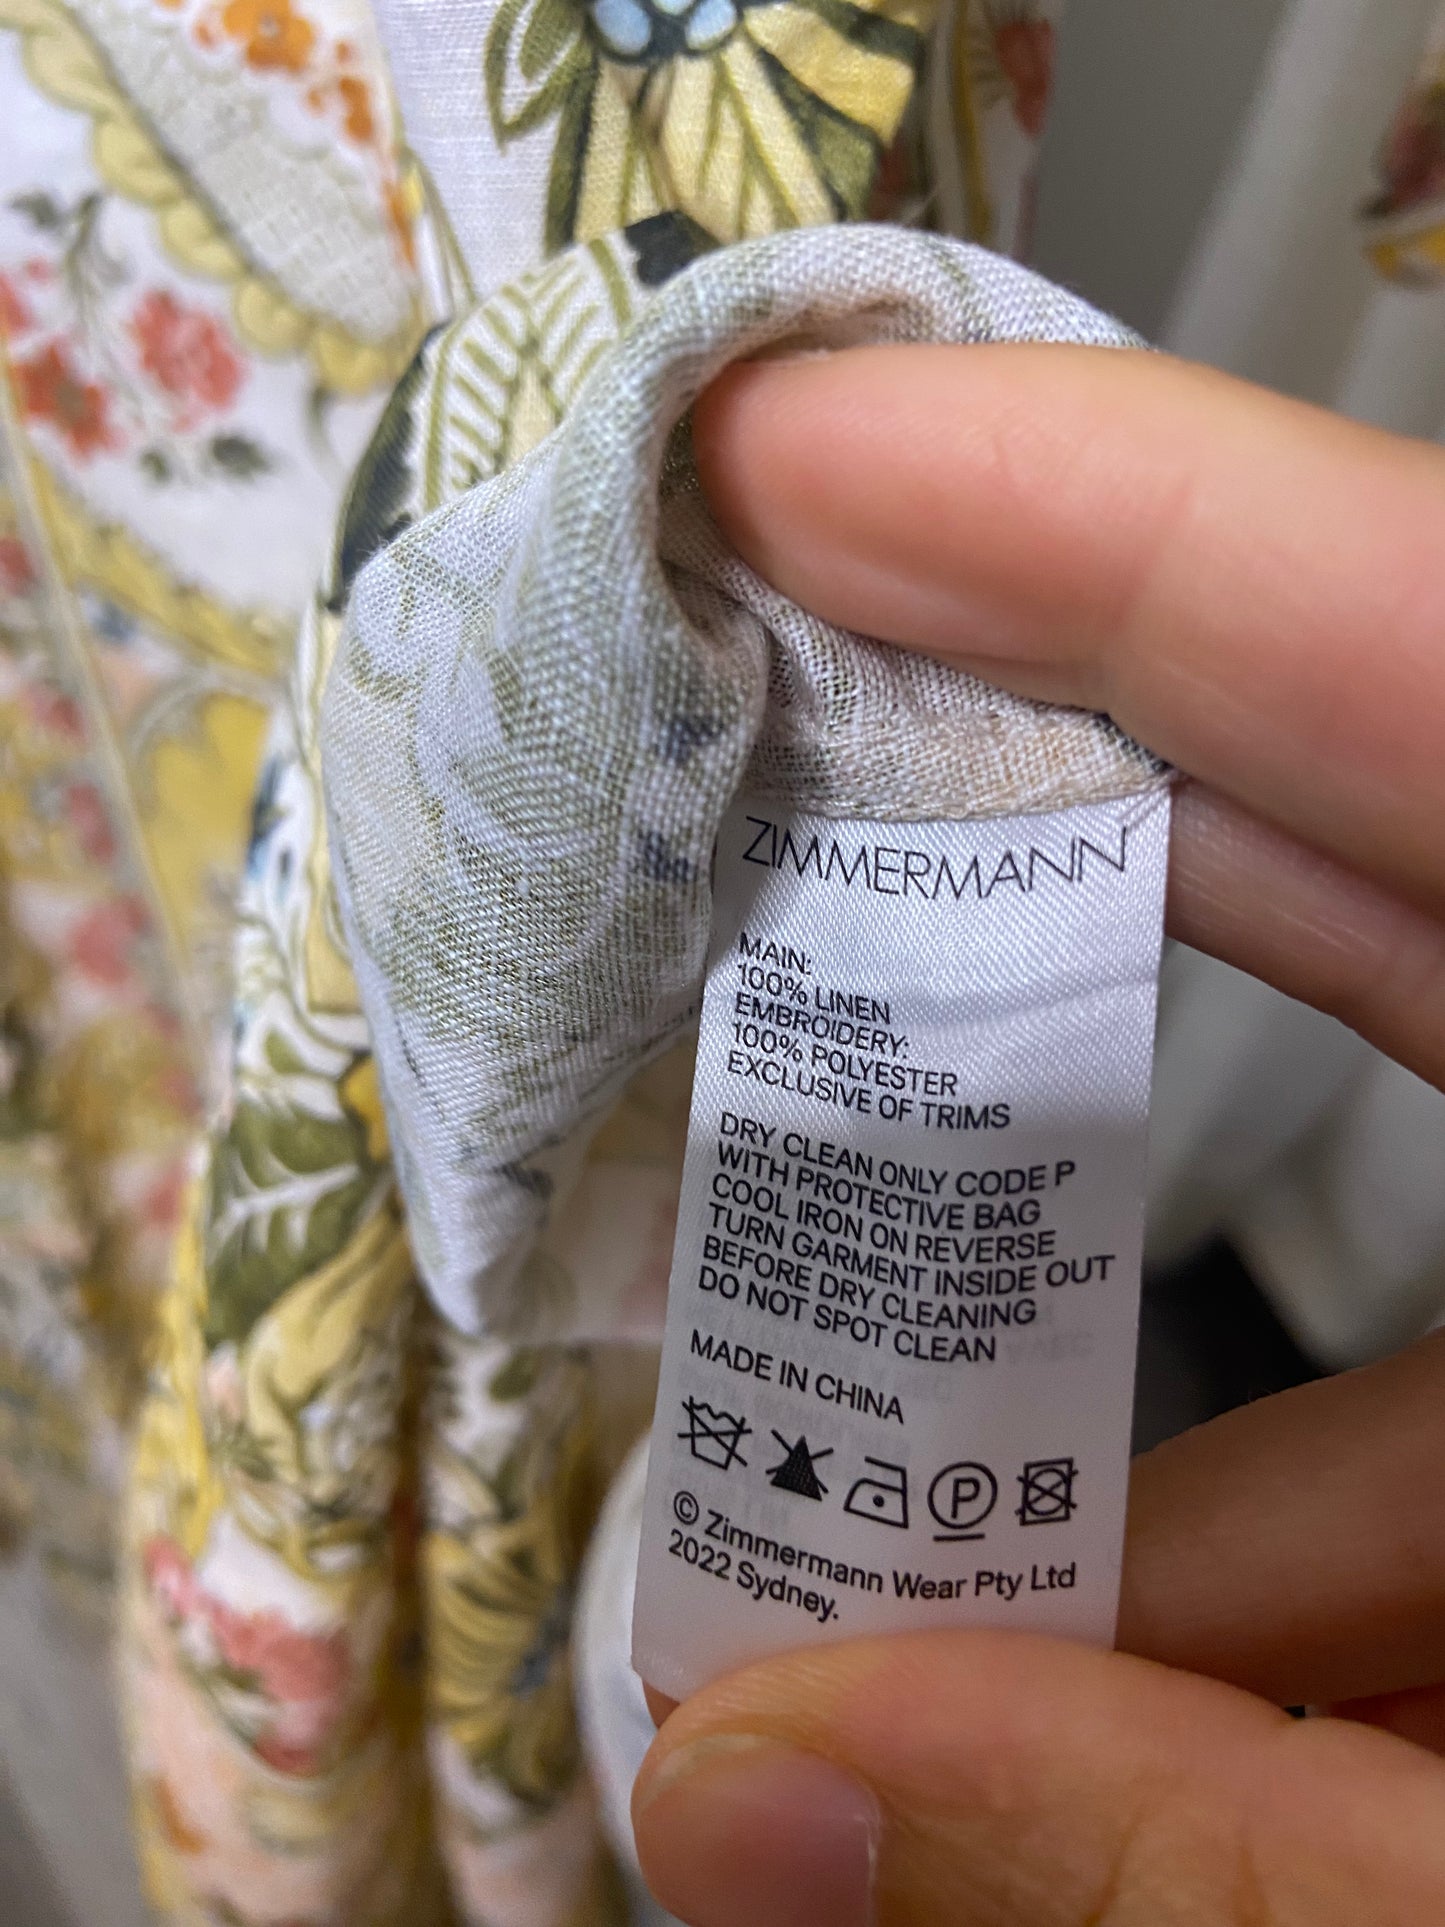 ZIMMERMANN
MAIN:
100% LINEN
EMBROIDERY:
100% POLYESTER
EXCLUSIVE OF TRIMS
DRY CLEAN ONLY CODE P
WITH PROTECTIVE BAG
COOL IRON ON REVERSE
TURN GARMENT INSIDE OUT
BEFORE DRY CLEANING
DO NOT SPOT CLEAN
MADE IN CHINA
P
© Zimmermann Wear Pty Ltd
2022 Sydney.